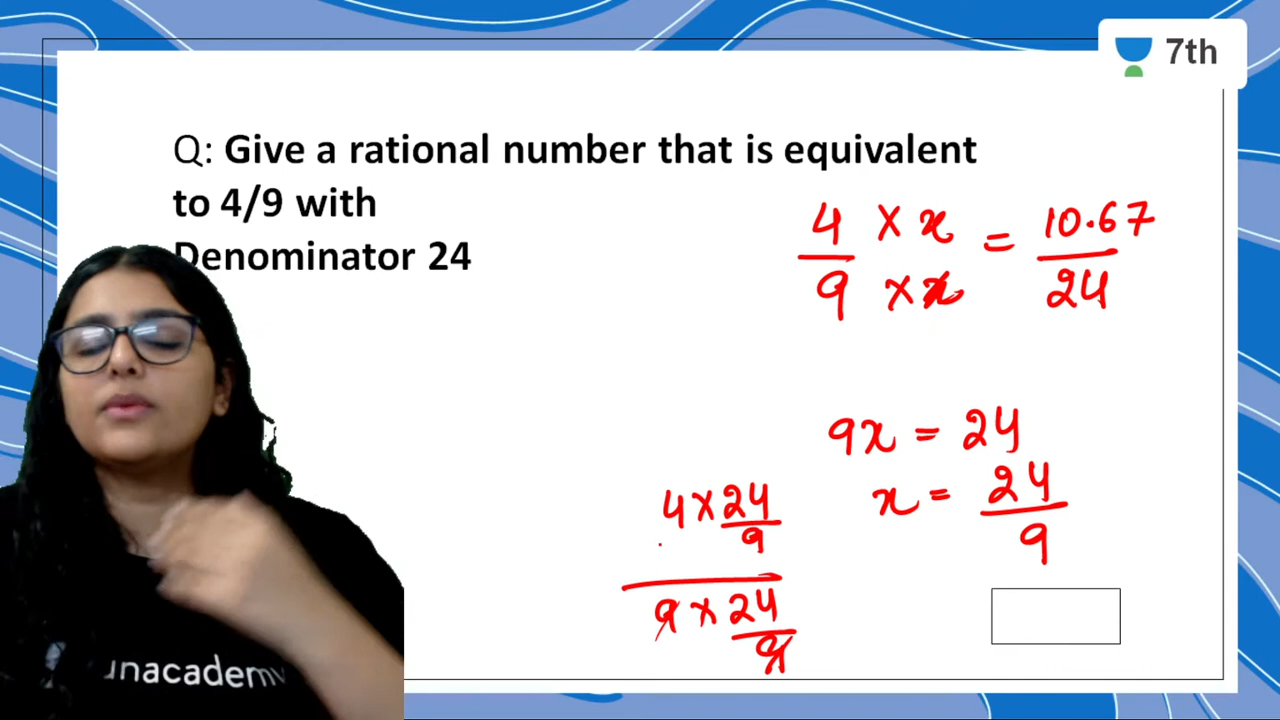 7th
Q: Give a rational number that is equivalent
to 4/9 with
Denominator 24
4/9 × x / × x = 10.67/24
9x = 24
x = 24/9
4 × 24/9
9 × 24/9
unacademy